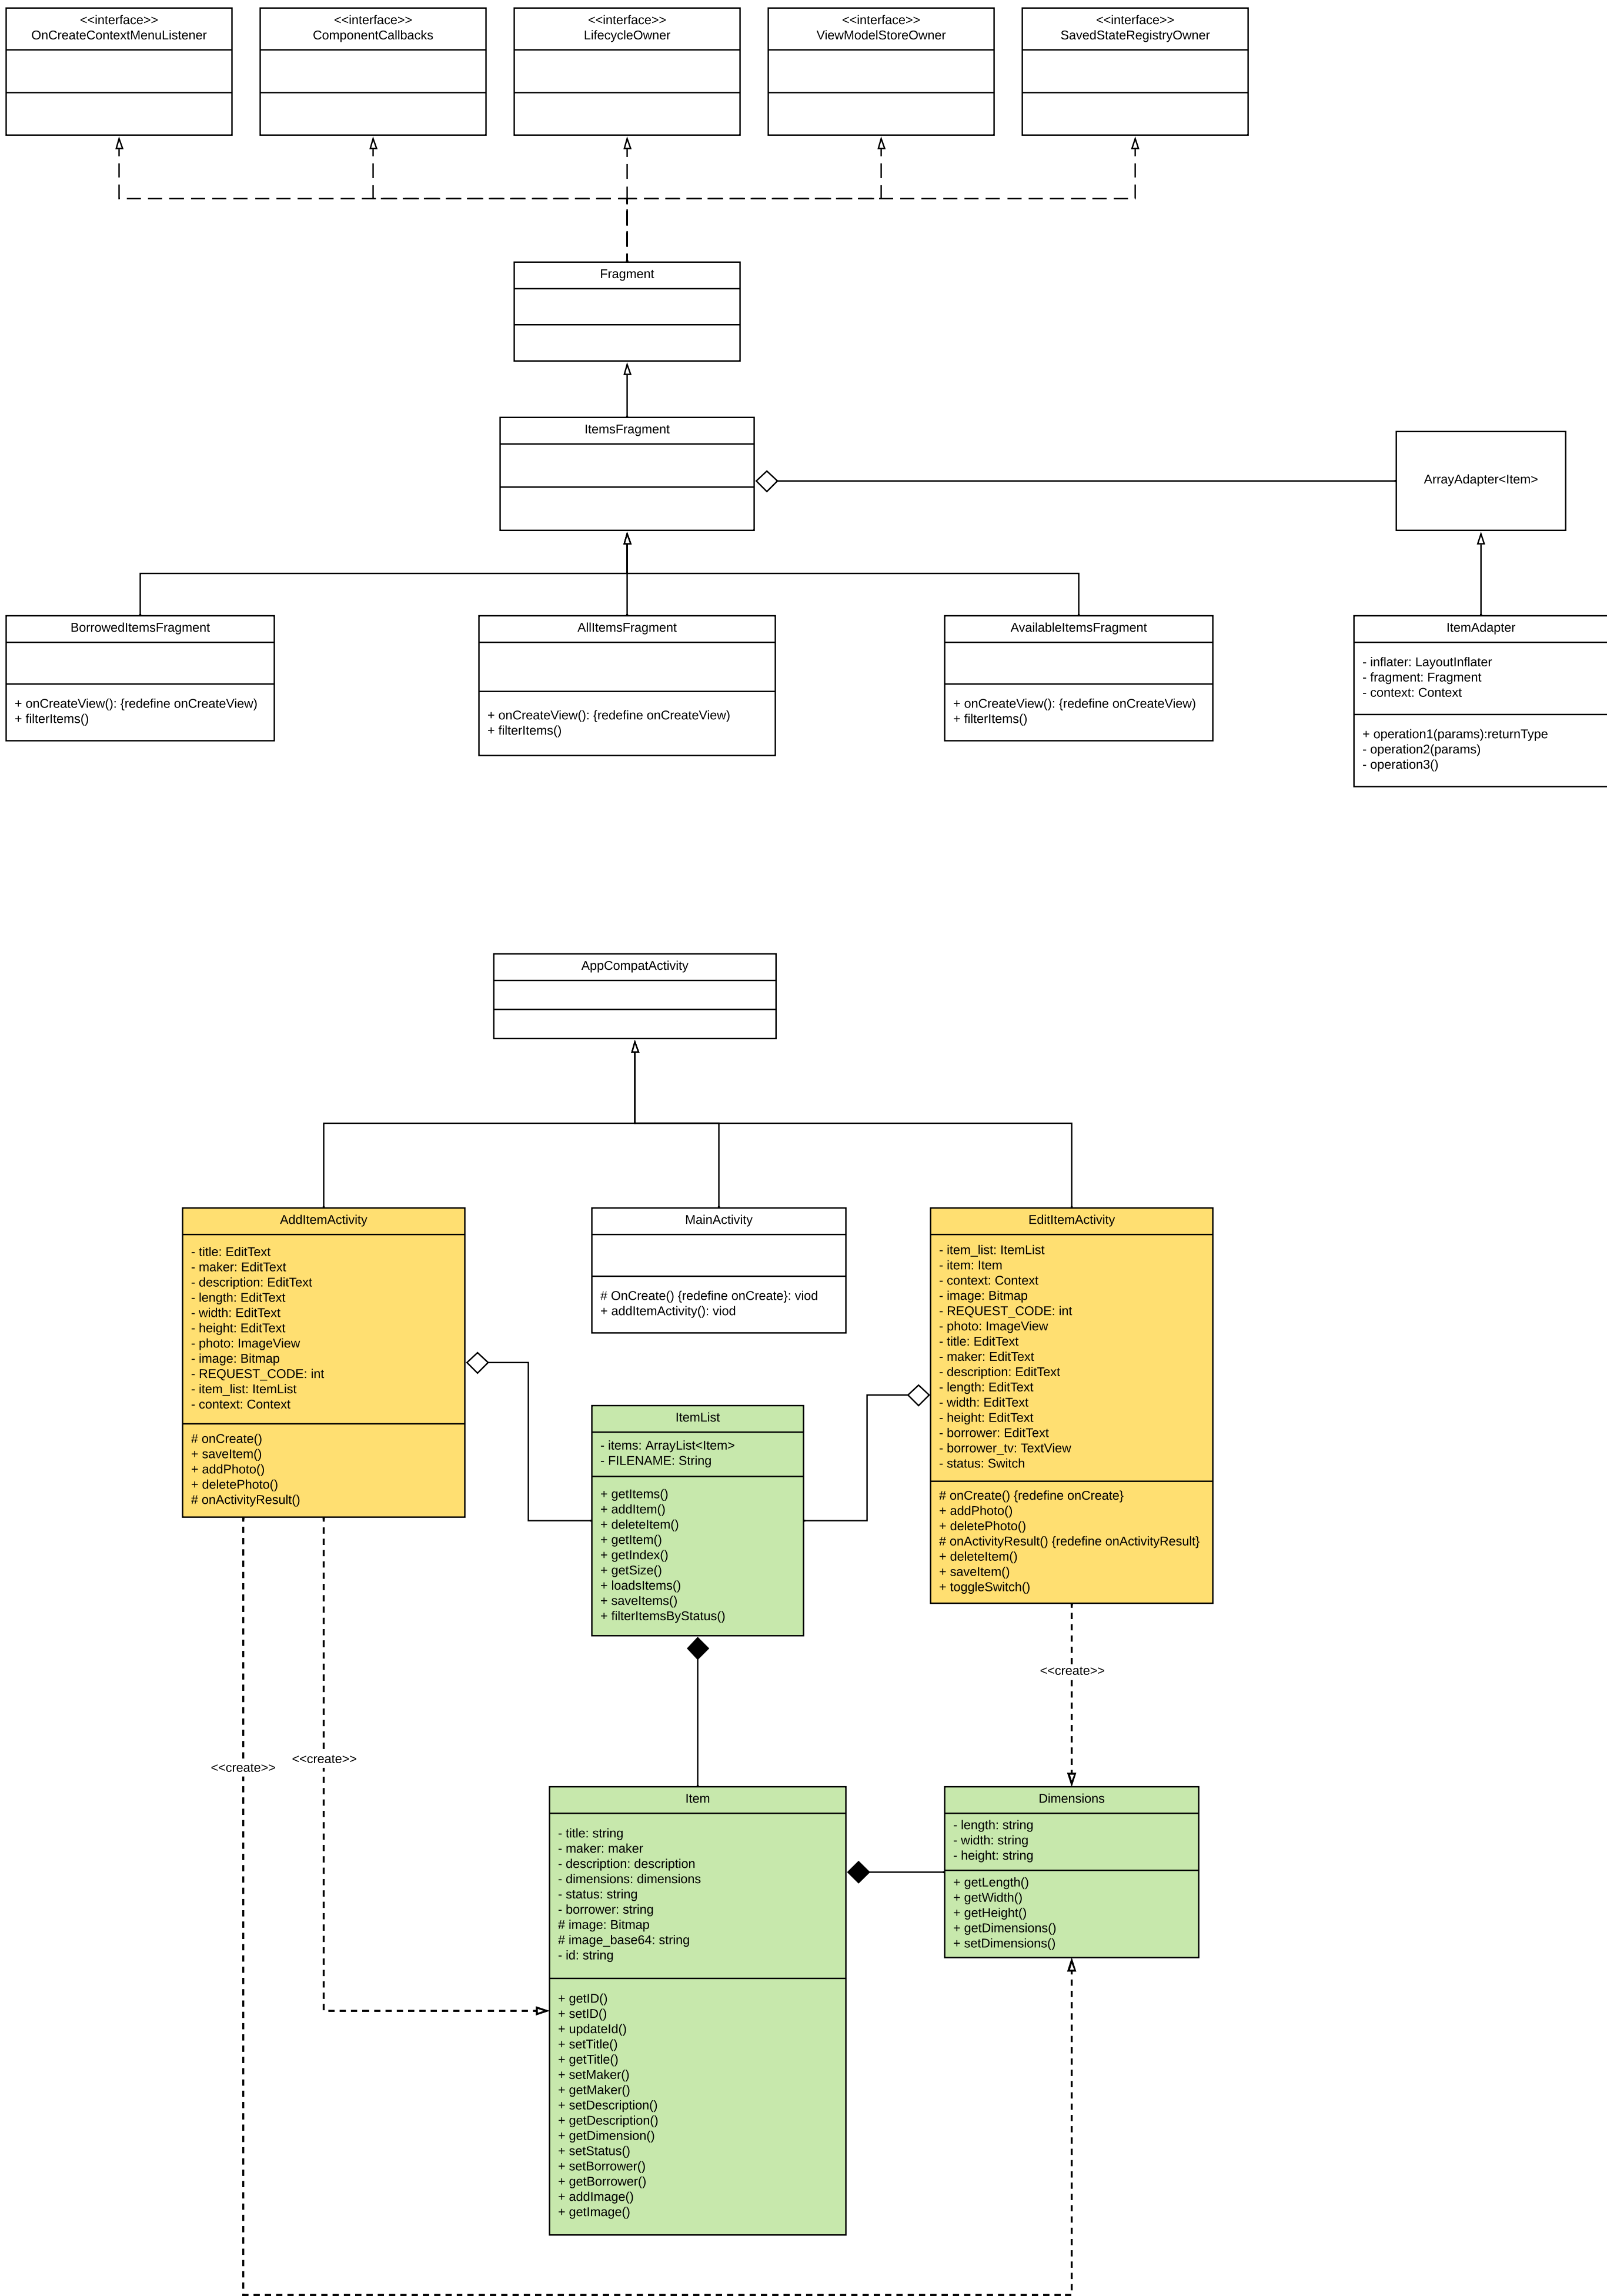 <<interface>>
OnCreateContextMenuListener
<<interface>>
ComponentCallbacks
<<interface>>
LifecycleOwner
<<interface>>
ViewModelStoreOwner
<<interface>>
SavedStateRegistryOwner
Fragment
ItemsFragment
ArrayAdapter<Item>
BorrowedItemsFragment
+ onCreateView(): {redefine onCreateView)
+ filterItems()
AllItemsFragment
+ onCreateView(): {redefine onCreateView)
+ filterItems()
AvailableItemsFragment
+ onCreateView(): {redefine onCreateView)
+ filterItems()
ItemAdapter
- inflater: LayoutInflater
- fragment: Fragment
- context: Context
+ operation1(params):returnType
- operation2(params)
- operation3()
AppCompatActivity
AddItemActivity
- title: EditText
- maker: EditText
- description: EditText
- length: EditText
- width: EditText
- height: EditText
- photo: ImageView
- image: Bitmap
- REQUEST_CODE: int
- item_list: ItemList
- context: Context
# onCreate()
+ saveItem()
+ addPhoto()
+ deletePhoto()
# onActivityResult()
MainActivity
# OnCreate() {redefine onCreate}: viod
+ addItemActivity(): viod
EditItemActivity
- item_list: ItemList
- item: Item
- context: Context
- image: Bitmap
- REQUEST_CODE: int
- photo: ImageView
- title: EditText
- maker: EditText
- description: EditText
- length: EditText
- width: EditText
- height: EditText
- borrower: EditText
- borrower_tv: TextView
- status: Switch
# onCreate() {redefine onCreate}
+ addPhoto()
+ deletePhoto()
# onActivityResult() {redefine onActivityResult}
+ deleteItem()
+ saveItem()
+ toggleSwitch()
ItemList
- items: ArrayList<Item>
- FILENAME: String
+ getItems()
+ addItem()
+ deleteItem()
+ getItem()
+ getIndex()
+ getSize()
+ loadsItems()
+ saveItems()
+ filterItemsByStatus()
<<create>>
<<create>>
<<create>>
Item
- title: string
- maker: maker
- description: description
- dimensions: dimensions
- status: string
- borrower: string
# image: Bitmap
# image_base64: string
- id: string
+ getID()
+ setID()
+ updateId()
+ setTitle()
+ getTitle()
+ setMaker()
+ getMaker()
+ setDescription()
+ getDescription()
+ getDimension()
+ setStatus()
+ setBorrower()
+ getBorrower()
+ addImage()
+ getImage()
Dimensions
- length: string
- width: string
- height: string
+ getLength()
+ getWidth()
+ getHeight()
+ getDimensions()
+ setDimensions()